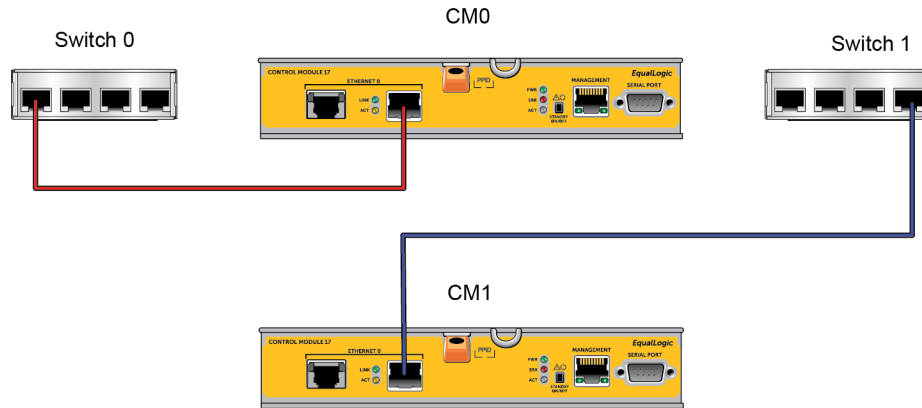 CM0
Switch 0
Switch 1
CONTROL MODULE 17
ETHERNET 0
LINK
ACT
PPID
PWR
ERR
ACT
STANDBY
ON/OFF
MANAGEMENT
EqualLogic
SERIAL PORT
CM1
CONTROL MODULE 17
ETHERNET 0
LINK
ACT
PPID
PWR
ERR
ACT
STANDBY
ON/OFF
MANAGEMENT
EqualLogic
SERIAL PORT